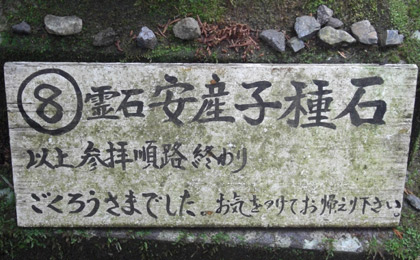 ⑧霊石安産子種石
以上参拝順路終わり
ごくろうさまでした。お気をつけてお帰え下さい